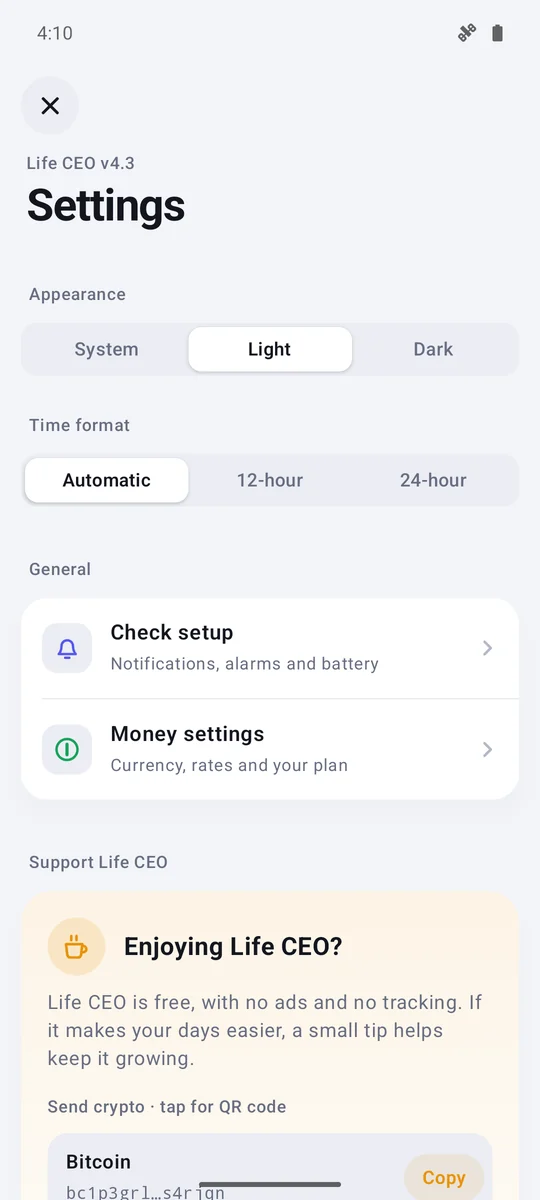 4:10
Life CEO v4.3
Settings
Appearance
System Light Dark
Time format
Automatic 12-hour 24-hour
General
Check setup
Notifications, alarms and battery
Money settings
Currency, rates and your plan
Support Life CEO
Enjoying Life CEO?
Life CEO is free, with no ads and no tracking. If
it makes your days easier, a small tip helps
keep it growing.
Send crypto · tap for QR code
Bitcoin
Copy